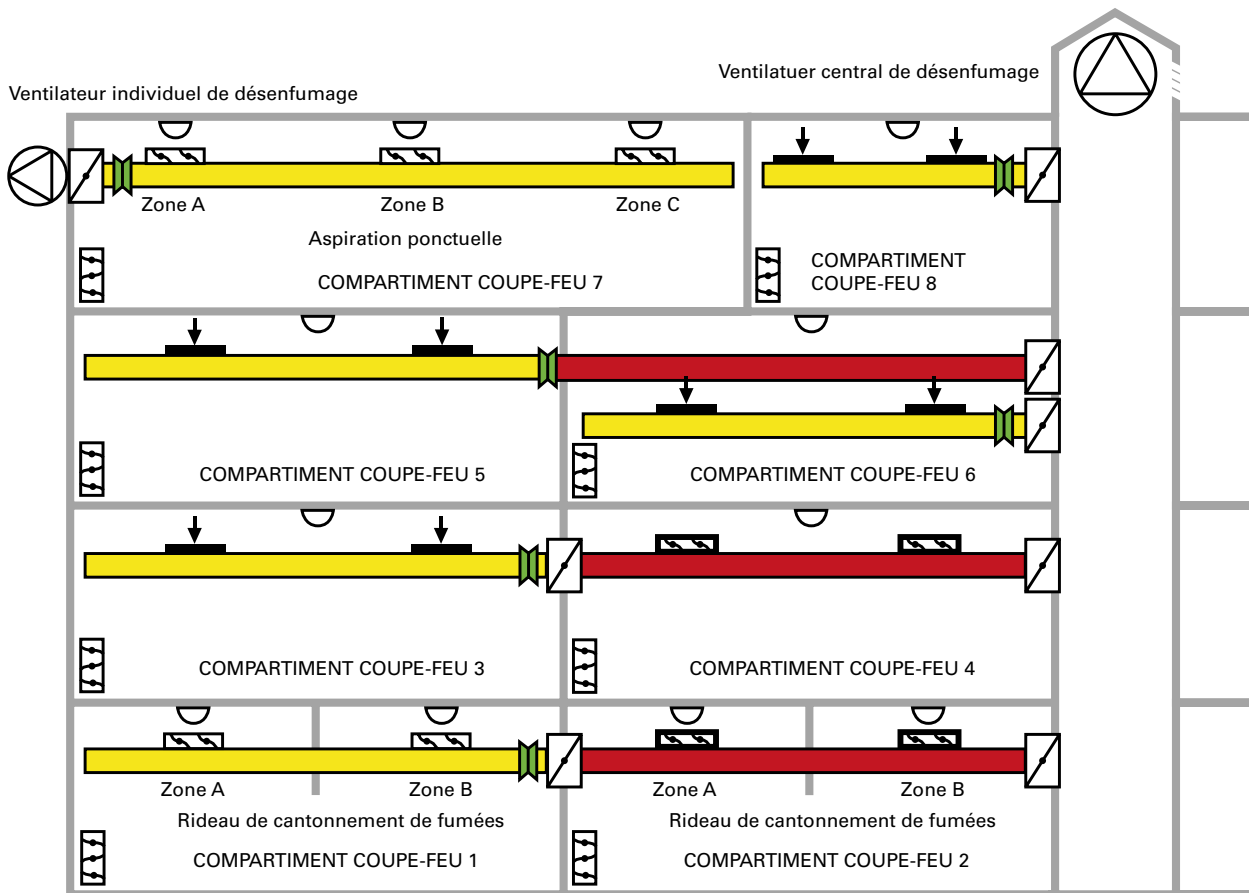 Ventilatuer central de désenfumage
Ventilateur individuel de désenfumage
Zone A
Zone B
Zone C
Aspiration ponctuelle
COMPARTIMENT COUPE-FEU 7
COMPARTIMENT
COUPE-FEU 8
COMPARTIMENT COUPE-FEU 5
COMPARTIMENT COUPE-FEU 6
COMPARTIMENT COUPE-FEU 3
COMPARTIMENT COUPE-FEU 4
Zone A
Zone B
Zone A
Zone B
Rideau de cantonnement de fumées
Rideau de cantonnement de fumées
COMPARTIMENT COUPE-FEU 1
COMPARTIMENT COUPE-FEU 2